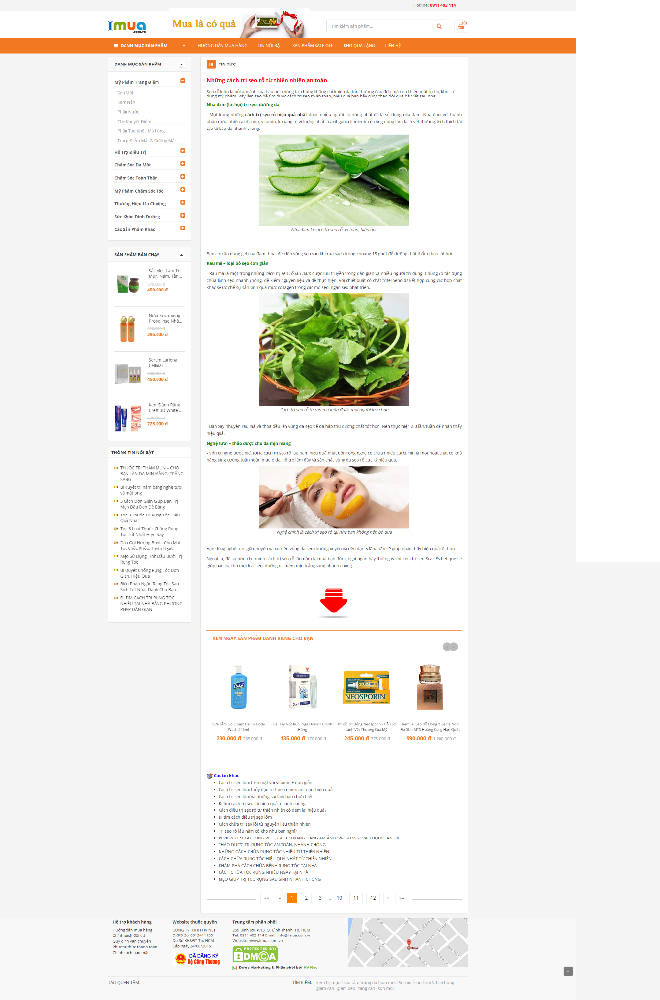 Hotline: 0911 403 114
imua
.com.vn
Mua là có quà
Tìm kiếm sản phẩm...
(0)
DANH MỤC SẢN PHẨM
HƯỚNG DẪN MUA HÀNG
TIN NỔI BẬT
SẢN PHẨM SALE OFF
KHO QUÀ TẶNG
LIÊN HỆ
DANH MỤC SẢN PHẨM
Mỹ Phẩm Trang Điểm
Son Môi
Kem Nền
Phấn Nước
Che Khuyết Điểm
Phấn Tạo Khối, Má hồng
Trang Điểm Mắt & Dưỡng Mắt
Hỗ Trợ Điều Trị
Chăm Sóc Da Mặt
Chăm Sóc Toàn Thân
Mỹ Phẩm Chăm Sóc Tóc
Thương Hiệu Ưa Chuộng
Sức Khỏe Dinh Dưỡng
Các Sản Phẩm Khác
SẢN PHẨM BÁN CHẠY
Sắc Mộc Lam Trị
Mụn, Nám, Tàn...
570.000 đ
450.000 đ
Nước súc miệng
Propolinse Nhậ...
320.000 đ
295.000 đ
Serum Lariena
Cellular...
500.000 đ
450.000 đ
Kem Đánh Răng
Crest 3D White ...
270.000 đ
225.000 đ
THÔNG TIN NỔI BẬT
THUỐC TRỊ THÂM MỤN – CHO
BẠN LÀN DA MỊN MÀNG, TRẮNG
SÁNG
Bí quyết trị nám bằng nghệ tươi
và mật ong
3 Cách Đơn Giản Giúp Bạn Trị
Mụn Đầu Đen Dễ Dàng
Top 3 Thuốc Trị Rụng Tóc Hiệu
Quả Nhất
Top 3 Loại Thuốc Chống Rụng
Tóc Tốt Nhất Hiện Nay
Dầu Gội Hương Bưởi - Cho Mái
Tóc Chắc Khỏe, Thơm Ngát
Mẹo Sử Dụng Tinh Dầu Bưởi Trị
Rụng Tóc
Bí Quyết Chống Rụng Tóc Đơn
Giản, Hiệu Quả
Biện Pháp Ngăn Rụng Tóc Sau
Sinh Tốt Nhất Dành Cho Bạn
ĐI TÌM CÁCH TRỊ RỤNG TÓC
NHIỀU TẠI NHÀ BẰNG PHƯƠNG
PHÁP DÂN GIAN
TIN TỨC
Những cách trị sẹo rỗ từ thiên nhiên an toàn
Sẹo rỗ luôn là nỗi ám ảnh của hầu hết chúng ta, chúng không chỉ khiến da tổn thương đau đớn mà còn khiến mất tự tin, khó sử
dụng mỹ phẩm. Vậy làm sao để tìm được cách trị sẹo rỗ an toàn, hiệu quả bạn hãy cùng theo dõi qua bài viết sau nha:
Nha đam (lô hội) trị sẹo, dưỡng da
- Một trong những cách trị sẹo rỗ hiệu quả nhất được nhiều người tin dùng nhất đó là sử dụng nha đam. Nha đam với thành
phần chứa nhiều axit amin, vitamin, khoáng tố vi lượng nhất là axit gama linolenic có công dụng làm lành vết thương, kích thích tái
tạo tế bào da nhanh chóng.
Nha đam là cách trị sẹo rỗ an toàn, hiệu quả
Bạn chỉ cần dùng gel nha đam thoa đều lên vùng sẹo sau khi rửa sạch trong khoảng 15 phút để dưỡng chất thẩm thấu tốt hơn.
Rau má – loại bỏ sẹo đơn giản
- Rau má là một trong những cách trị sẹo rỗ lâu năm được lưu truyền trong dân gian và nhiều người tin dùng. Chúng có tác dụng
chữa lành sẹo nhanh chóng, dễ kiếm nguyên liệu và dễ thực hiện. Với chiết xuất có chất triterpenoids kết hợp cùng các hợp chất
khác sẽ ức chế sự sản sinh quá mức collagen trong các mô sẹo, ngăn sẹo phát triển.
Cách trị sẹo rỗ từ rau má luôn được mọi người lựa chọn
- Bạn xay nhuyễn rau má và thoa đều lên vùng da sẹo để da hấp thu dưỡng chất tốt hơn. Nên thực hiện 2-3 lần/tuần để nhận thấy
hiệu quả.
Nghệ tươi – thảo dược cho da mịn màng
- Vốn dĩ nghệ được biết tới là cách trị sẹo rỗ lâu năm hiệu quả nhất bởi trong nghệ có chứa nhiều curcumin là một hoạt chất có khả
năng tăng cường tuần hoàn máu ở da, hỗ trợ làm đầy và săn chắc vùng da sẹo rỗ cực kỳ hiệu quả.
Nghệ chính là cách trị sẹo rỗ tại nhà bạn không nên bỏ qua
Bạn dùng nghệ tươi giã nhuyễn và xoa lên vùng da sẹo thường xuyên và đều đặn 3 lần/tuần sẽ giúp nhận thấy hiệu quả tốt hơn.
Ngoài ra, để sở hữu cho mình cách trị sẹo rỗ lâu năm tại nhà bạn đừng ngại ngần hãy thử ngay với kem trị sẹo Scar Esthetique sẽ
giúp bạn loại bỏ mọi loại sẹo, dưỡng da mềm mịn trắng sáng nhanh chóng.
XEM NGAY SẢN PHẨM DÀNH RIÊNG CHO BẠN
Coast
ЧИСТОТЕЛО
NEOSPORIN
NEOSPORIN
Sữa Tắm Gội Coast Hair & Body
Wash 946ml
230.000 đ 265.000 đ
Gel Tẩy Nốt Ruồi Nga Dvelinil Chính
Hãng
135.000 đ 170.000 đ
Thuốc Trị Bỏng Neosporin - Hỗ Trợ
Lành Vết Thương Của Mỹ
245.000 đ 375.000 đ
Kem Trị Sẹo Rỗ Đông Y Genie Non
Fix Skin MTS Hoàng Cung Hàn Quốc
990.000 đ 1.200.000 đ
Các tin khác
Cách trị sẹo lõm trên mặt với vitamin E đơn giản
Cách trị sẹo lõm thủy đậu từ thiên nhiên an toàn, hiệu quả
Cách trị sẹo lõm và những sai lầm bạn chưa biết
Đi tìm cách trị sẹo lồi hiệu quả, nhanh chóng
Cách điều trị sẹo rỗ từ thiên nhiên có đem lại hiệu quả?
Đi tìm cách điều trị sẹo lõm
Cách chữa trị sẹo lồi từ nguyên liệu thiên nhiên
Trị sẹo rỗ lâu năm có khó như bạn nghĩ?
REVIEW KEM TẨY LÔNG VEET, CÁC CÔ NÀNG ĐANG ÁM ẢNH "VI-Ô-LÔNG" VÀO HỘI NHANH!!!
THẢO DƯỢC TRỊ RỤNG TÓC AN TOÀN, NHANH CHÓNG
NHỮNG CÁCH CHỮA RỤNG TÓC NHIỀU TỪ THIÊN NHIÊN
CÁCH CHỮA RỤNG TÓC HIỆU QUẢ NHẤT TỪ THIÊN NHIÊN
KHÁM PHÁ CÁCH CHỮA BỆNH RỤNG TÓC TẠI NHÀ
CÁCH CHỮA TÓC RỤNG NHIỀU NGAY TẠI NHÀ
MẸO GIÚP TRỊ TÓC RỤNG SAU SINH NHANH CHÓNG
«« « 1 2 3 ... 10 11 12 » »»
Hỗ trợ khách hàng
Hướng dẫn mua hàng
Chính sách đổi trả
Quy định vận chuyển
Phương thức thanh toán
Chính sách bảo mật
Website thuộc quyền
CÔNG TY TNHH HV NET
ĐKKD Số: 0313411135
Do Sở KH&ĐT Tp. HCM
Cấp ngày 24/08/2015
ĐÃ ĐĂNG KÝ
Bộ Công Thương
Trung tâm phân phối
255 Bình Lợi, P.13, Q. Bình Thạnh, Tp. HCM
Tel: 0911 403 114 Email: info@imua.com.vn
Website: www.imua.com.vn
PROTECTED BY:
DMCA
Được Marketing & Phân phối bởi HV Net
IMUA
TAG QUAN TÂM:
TÌM KIẾM: kem trị mụn | sữa tắm trắng da | son môi | Serum | son | nước hoa hồng |
giam can | giam beo | tang can | son moi